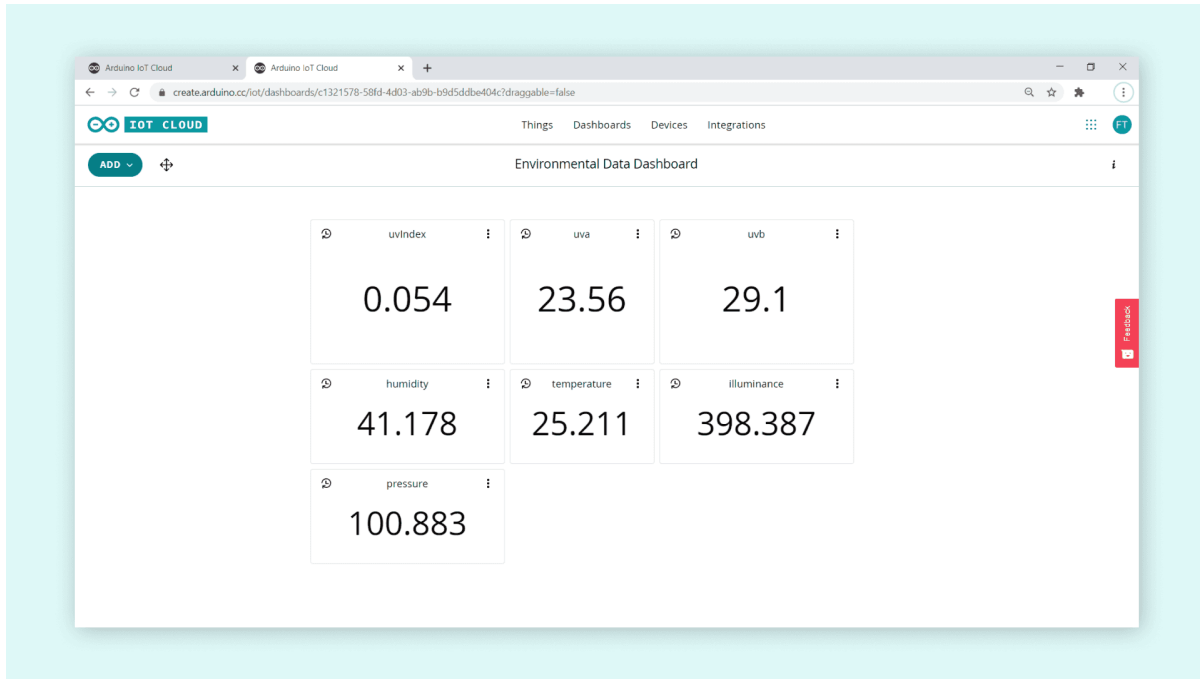 Arduino IoT Cloud
Arduino IoT Cloud
create.arduino.cc/iot/dashboards/c1321578-58fd-4d03-ab9b-b9d5ddbe404c?draggable=false
IOT CLOUD
Things Dashboards Devices Integrations
FT
ADD
Environmental Data Dashboard
i
uvIndex
0.054
uva
23.56
uvb
29.1
Feedback
humidity
41.178
temperature
25.211
illuminance
398.387
pressure
100.883